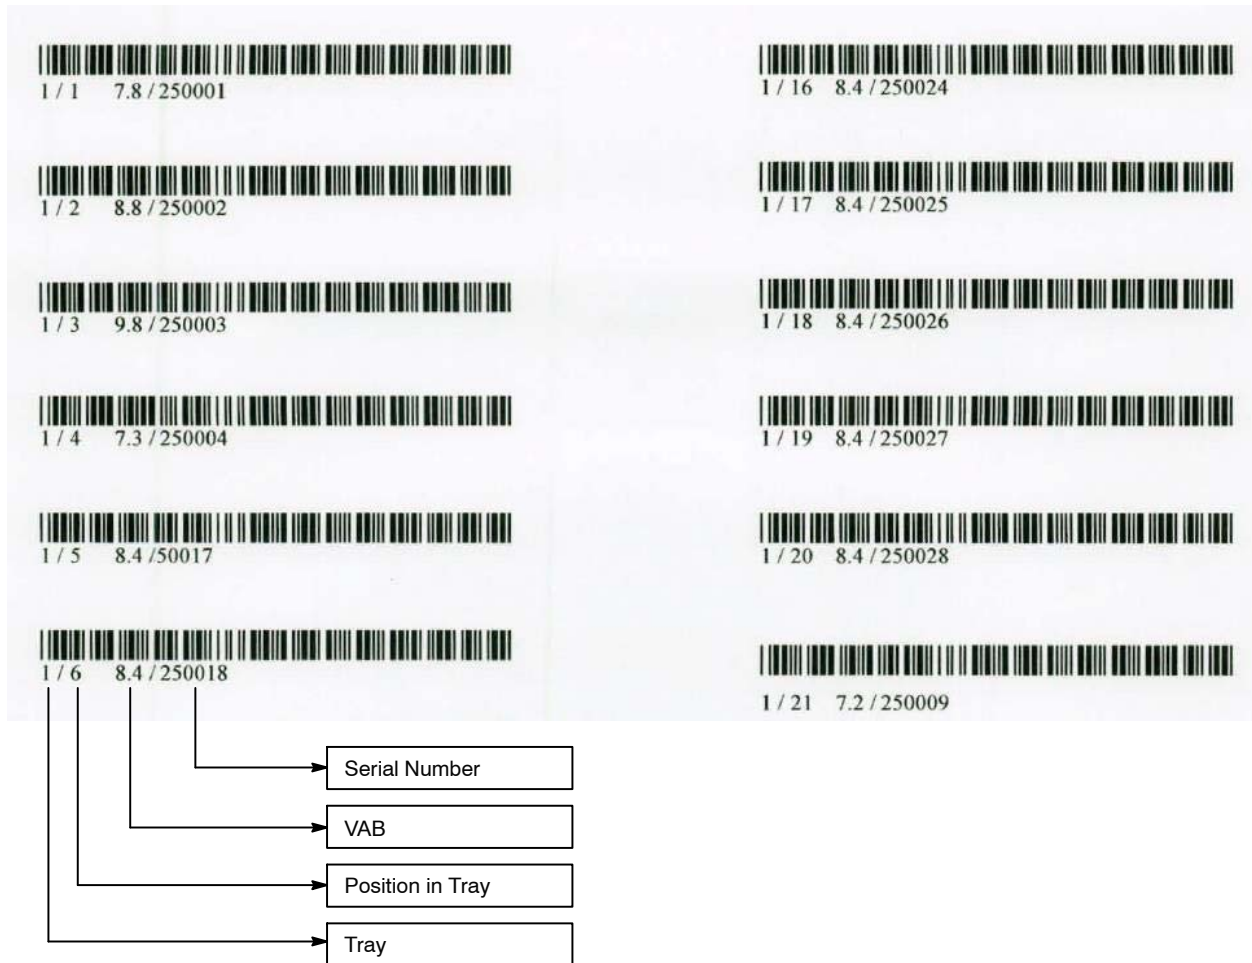 1 / 1 7.8 / 250001
1 / 2 8.8 / 250002
1 / 3 9.8 / 250003
1 / 4 7.3 / 250004
1 / 5 8.4 /50017
1 / 6 8.4 / 250018
1 / 16 8.4 / 250024
1 / 17 8.4 / 250025
1 / 18 8.4 / 250026
1 / 19 8.4 / 250027
1 / 20 8.4 / 250028
1 / 21 7.2 / 250009
Serial Number
VAB
Position in Tray
Tray